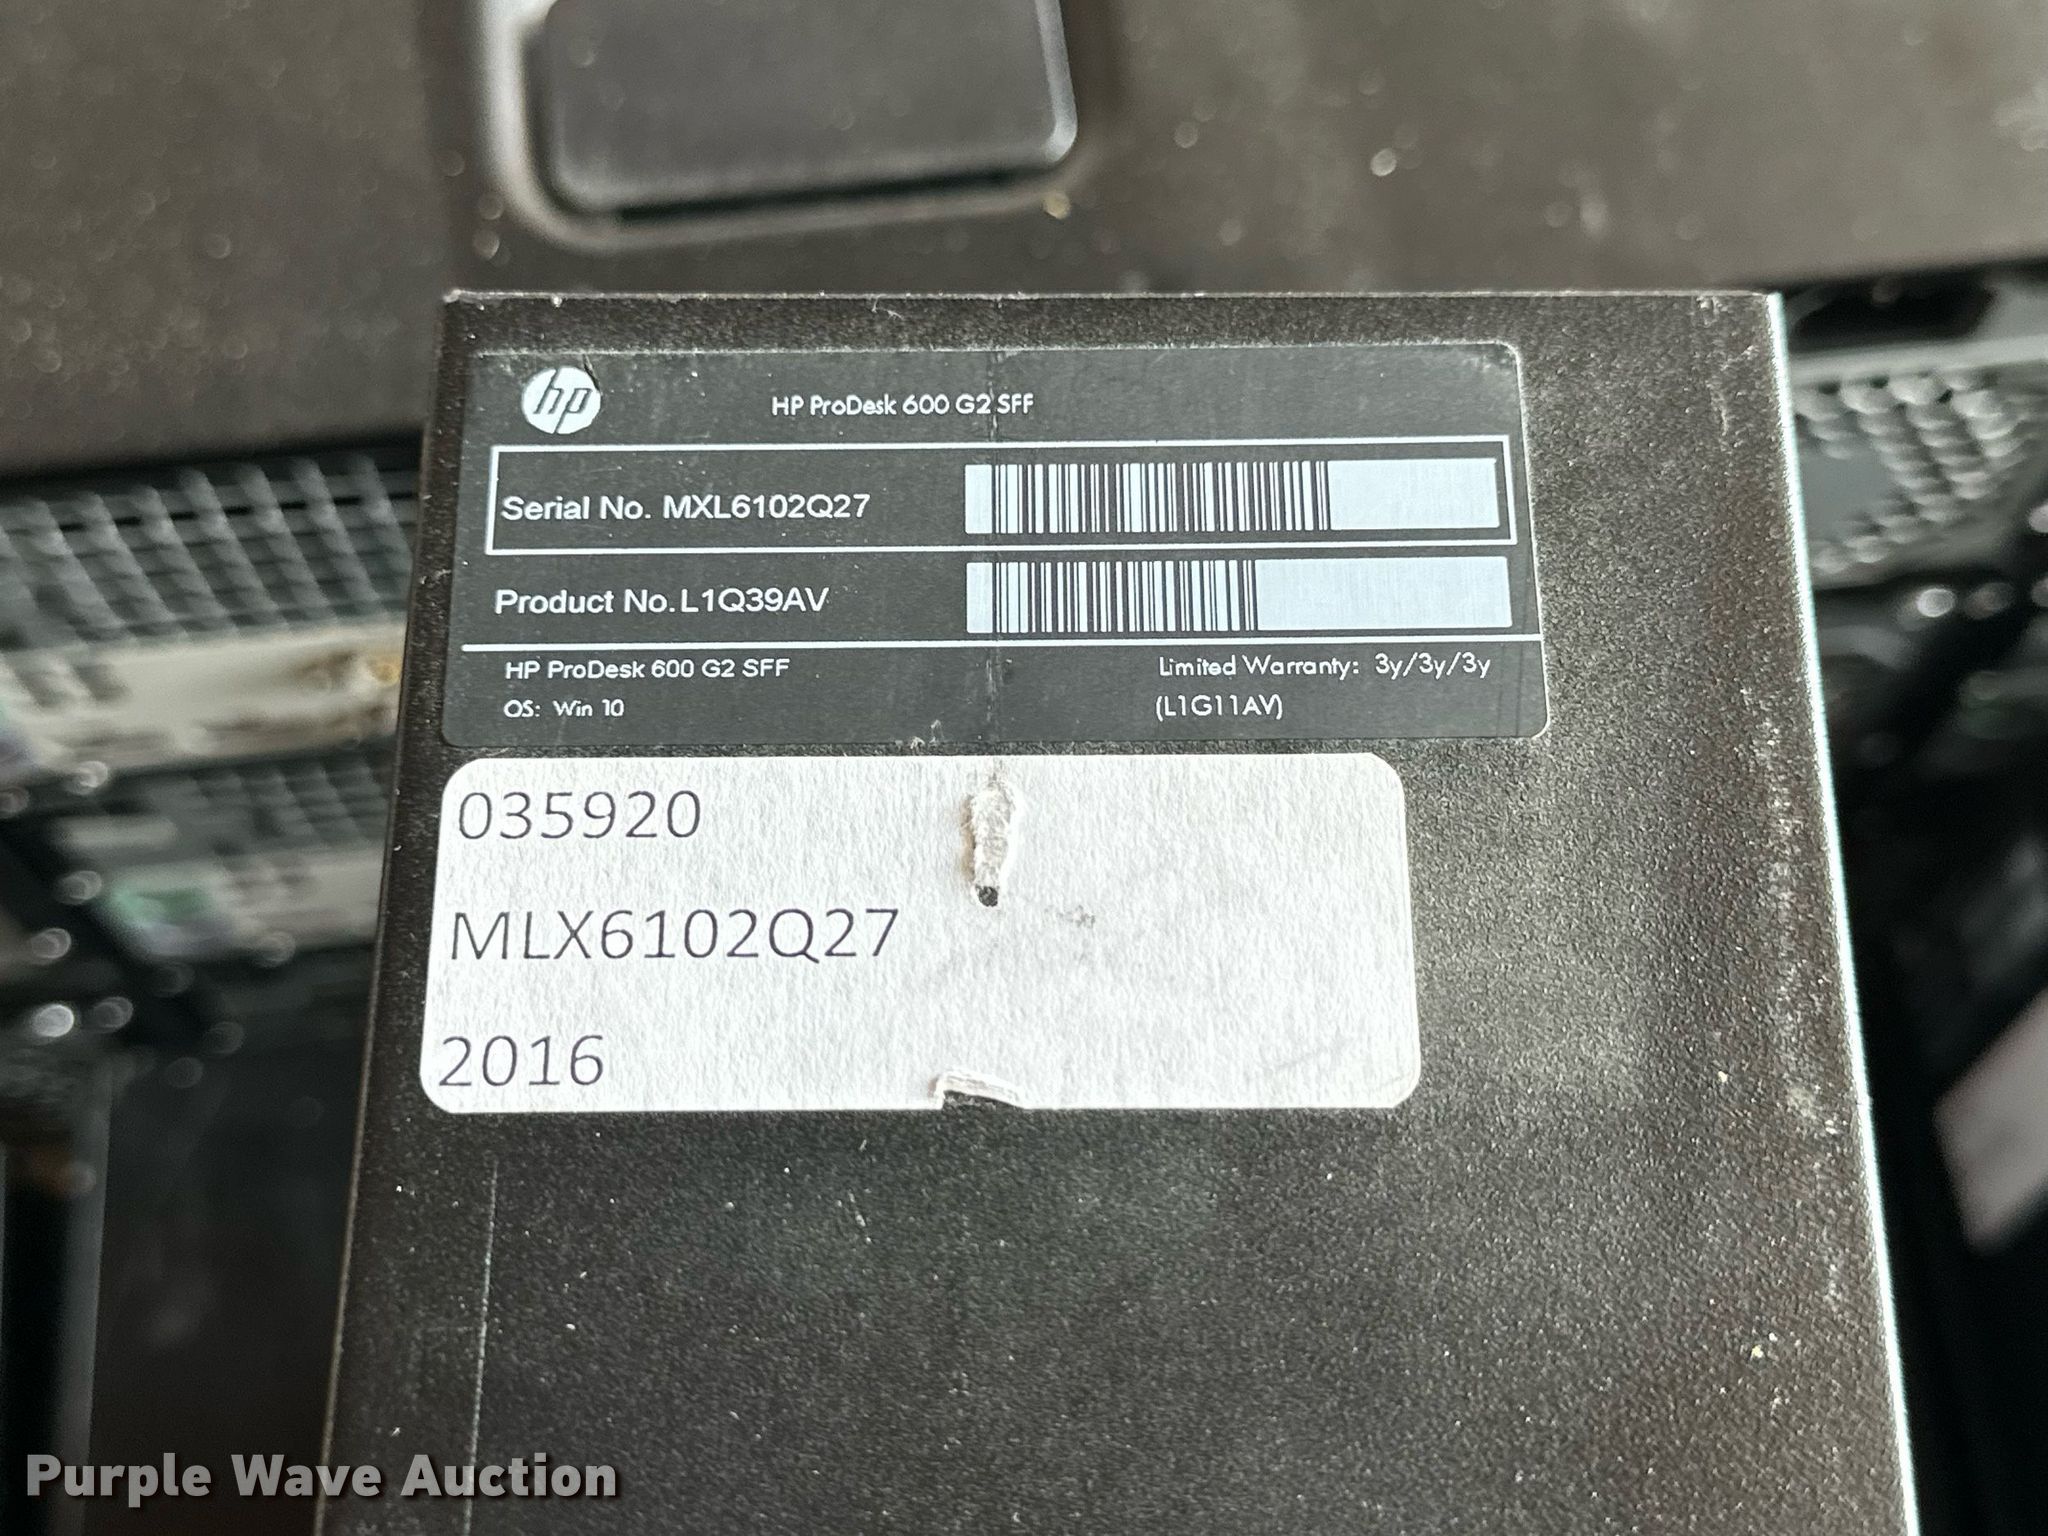 hp
HP ProDesk 600 G2 SFF
Serial No. MXL6102Q27
Product No. L1Q39AV
HP ProDesk 600 G2 SFF
Limited Warranty: 3y/3y/3y
OS: Win 10
(L1G11AV)
035920
MLX6102Q27
2016
Purple Wave Auction